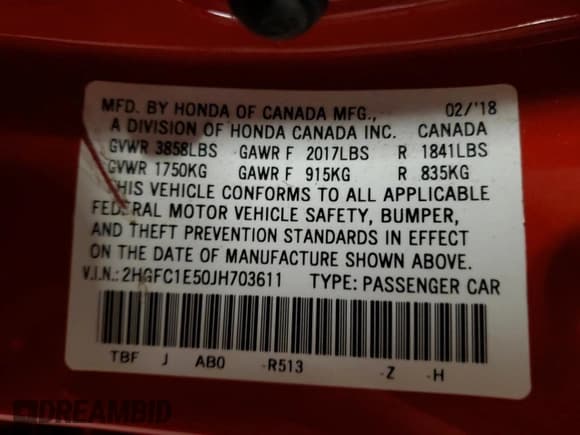 MFD. BY HONDA OF CANADA MFG., 02/'18
A DIVISION OF HONDA CANADA INC. CANADA
GVWR 3858LBS GAWR F 2017LBS R 1841LBS
GVWR 1750KG GAWR F 915KG R 835KG
THIS VEHICLE CONFORMS TO ALL APPLICABLE
FEDERAL MOTOR VEHICLE SAFETY, BUMPER,
AND THEFT PREVENTION STANDARDS IN EFFECT
ON THE DATE OF MANUFACTURE SHOWN ABOVE.
V.I.N.: 2HGFC1E50JH703611 TYPE: PASSENGER CAR
TBF J AB0 -R513 -Z -H
DREAMBID